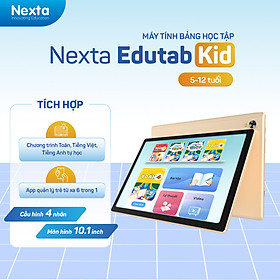 Nexta
Innovating Education
MÁY TÍNH BẢNG HỌC TẬP
Nexta Edutab Kid
5-12 tuổi
TÍCH HỢP
Chương trình Toán, Tiếng Việt,
Tiếng Anh tự học
App quản lý trẻ từ xa 6 trong 1
Cấu hình 4 nhân
Màn hình 10.1 inch
Video